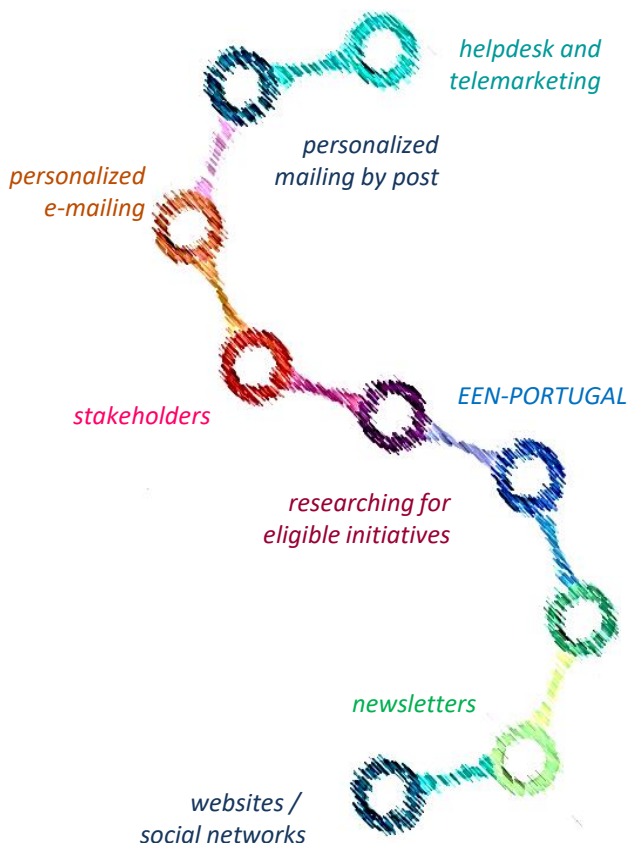 helpdesk and
telemarketing
personalized
mailing by post
personalized
e-mailing
stakeholders
EEN-PORTUGAL
researching for
eligible initiatives
newsletters
websites /
social networks